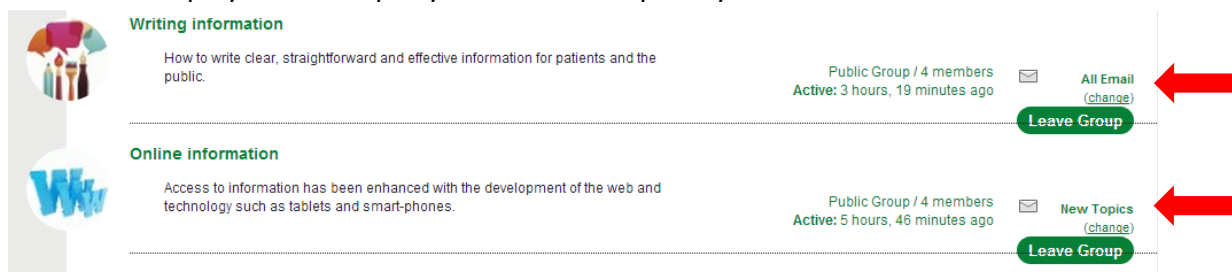 Writing information
How to write clear, straightforward and effective information for patients and the
public.
Public Group / 4 members
Active: 3 hours, 19 minutes ago
All Email
(change)
Leave Group
Online information
Access to information has been enhanced with the development of the web and
technology such as tablets and smart-phones.
Public Group / 4 members
Active: 5 hours, 46 minutes ago
New Topics
(change)
Leave Group